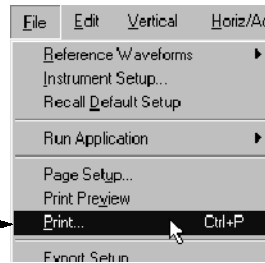 File Edit Vertical Horiz/Ac
Reference Waveforms
Instrument Setup...
Recall Default Setup
Run Application
Page Setup...
Print Preview
Print... Ctrl+P
Export Setup